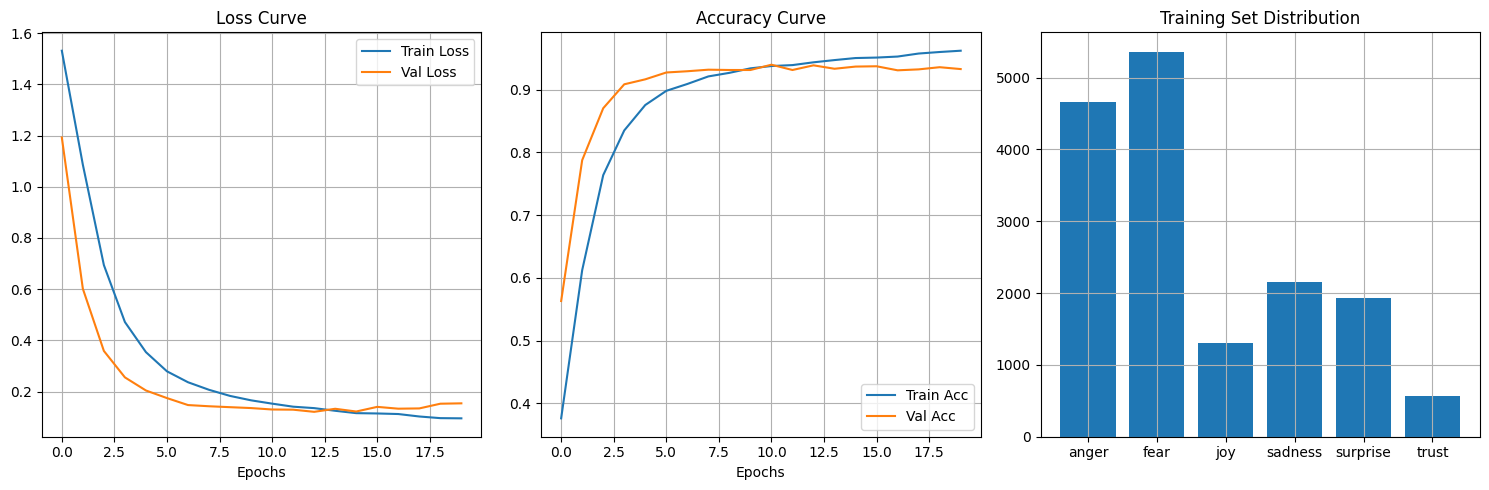 Loss Curve
1.6
1.4
1.2
1.0
0.8
0.6
0.4
0.2
Train Loss
Val Loss
0.0 2.5 5.0 7.5 10.0 12.5 15.0 17.5
Epochs
Accuracy Curve
0.9
0.8
0.7
0.6
0.5
0.4
Train Acc
Val Acc
0.0 2.5 5.0 7.5 10.0 12.5 15.0 17.5
Epochs
Training Set Distribution
5000
4000
3000
2000
1000
0
anger fear joy sadness surprise trust